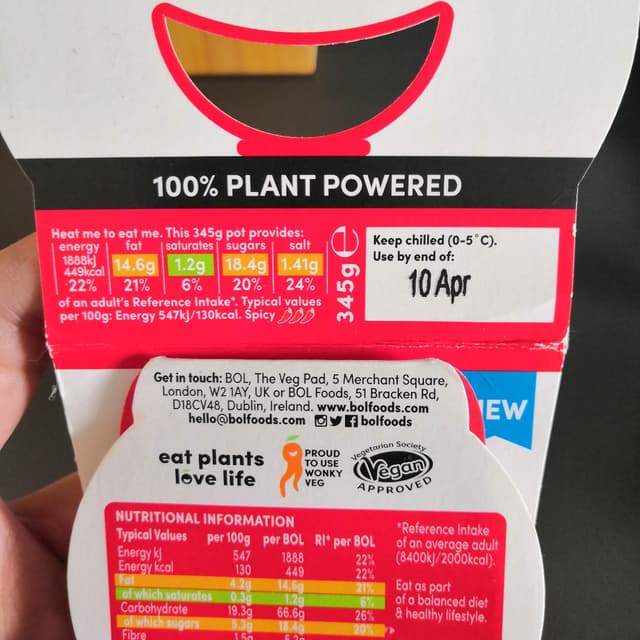 100% PLANT POWERED
Heat me to eat me. This 345g pot provides:
energy fat saturates sugars salt
1888kJ
449kcal 14.6g 1.2g 18.4g 1.41g
22% 21% 6% 20% 24%
of an adult's Reference Intake*. Typical values
per 100g: Energy 547kJ/130kcal. Spicy
345g e
Keep chilled (0-5°C).
Use by end of:
10 Apr
Get in touch: BOL, The Veg Pad, 5 Merchant Square,
London, W2 1AY, UK or BOL Foods, 51 Bracken Rd,
D18CV48, Dublin, Ireland. www.bolfoods.com
hello@bolfoods.com bolfoods
EW
eat plants
love life
PROUD
TO USE
WONKY
VEG
Vegetarian Society
Vegan
APPROVED
NUTRITIONAL INFORMATION
Typical Values per 100g per BOL RI* per BOL
Energy kJ 547 1888 22%
Energy kcal 130 449 22%
Fat 4.2g 14.6g 21%
of which saturates 0.3g 1.2g 6%
Carbohydrate 19.3g 66.6g 26%
of which sugars 5.3g 18.4g 20%
Fibre 1.5g 5.2g
*Reference Intake
of an average adult
(8400kJ/2000kcal).
Eat as part
of a balanced diet
& healthy lifestyle.